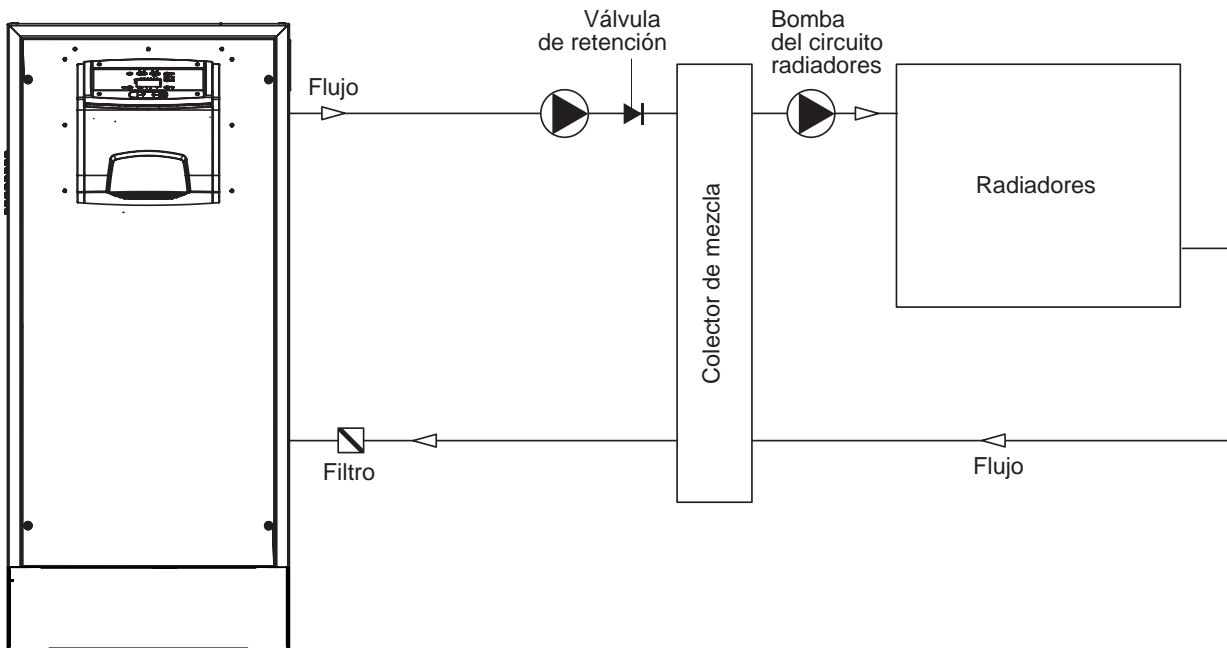 Válvula
de retención
Bomba
del circuito
radiadores
Flujo
Radiadores
Colector de mezcla
Filtro
Flujo